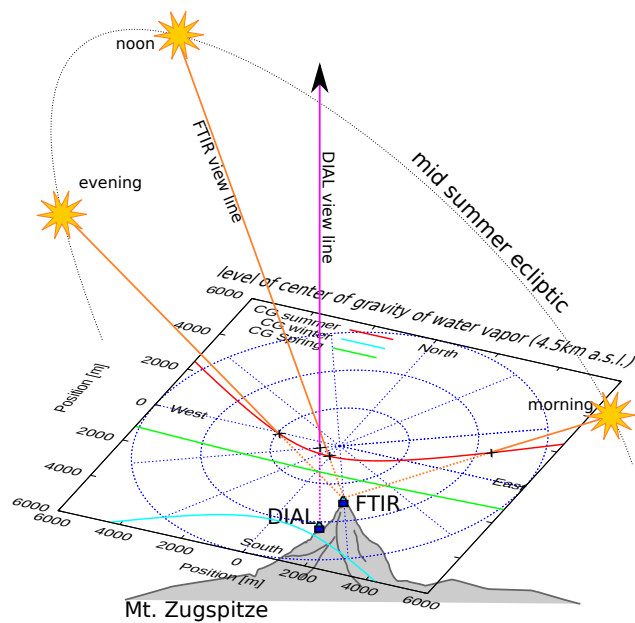 noon
evening
FTIR view line
DIAL view line
mid summer ecliptic
level of center of gravity of water vapor (4.5km a.s.l.)
6000
CG summer
CG winter
CG Spring
North
4000
2000
Position [m]
0
West
morning
2000
4000
East
6000
6000
4000
2000
0
South
DIAL
FTIR
Position [m]
2000
4000
6000
Mt. Zugspitze